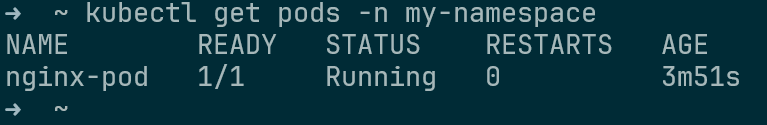 → ~ kubectl get pods -n my-namespace
NAME READY STATUS RESTARTS AGE
nginx-pod 1/1 Running 0 3m51s
→ ~